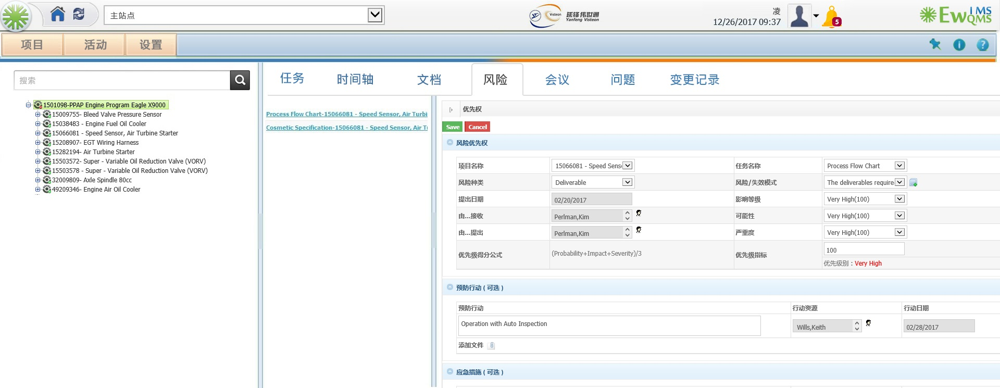 主站点
延锋伟世通
Yanfeng Visteon
Visteon
凌
12/26/2017 09:37
5
EwIMS
QMS
项目 活动 设置
搜索
1501098-PPAP Engine Program Eagle X9000
15009755- Bleed Valve Pressure Sensor
15038483 - Engine Fuel Oil Cooler
15066081 - Speed Sensor, Air Turbine Starter
15208907- EGT Wiring Harness
15282194- Air Turbine Starter
15503572- Super - Variable Oil Reduction Valve (VORV)
15503578 - Super - Variable Oil Reduction Valve (VORV)
32009809- Axle Spindle 80cc
49209346- Engine Air Oil Cooler
任务 时间轴 文档 风险 会议 问题 变更记录
Process Flow Chart-15066081 - Speed Sensor, Air Turbi
Cosmetic Specification-15066081 - Speed Sensor, Air T
优先权
Save Cancel
风险优先权
项目名称 15066081 - Speed Sens 任务名称 Process Flow Chart
风险种类 Deliverable 风险/失效模式 The deliverables require
提出日期 02/20/2017 影响等级 Very High(100)
由...接收 Perlman,Kim 可能性 Very High(100)
由...提出 Perlman,Kim 严重度 Very High(100)
优先级得分公式 (Probability+Impact+Severity)/3 优先级指标 100
优先级别 : Very High
预防行动 ( 可选 )
预防行动 行动资源 行动日期
Operation with Auto Inspection Wills,Keith 02/28/2017
添加文件
应急措施 ( 可选 )